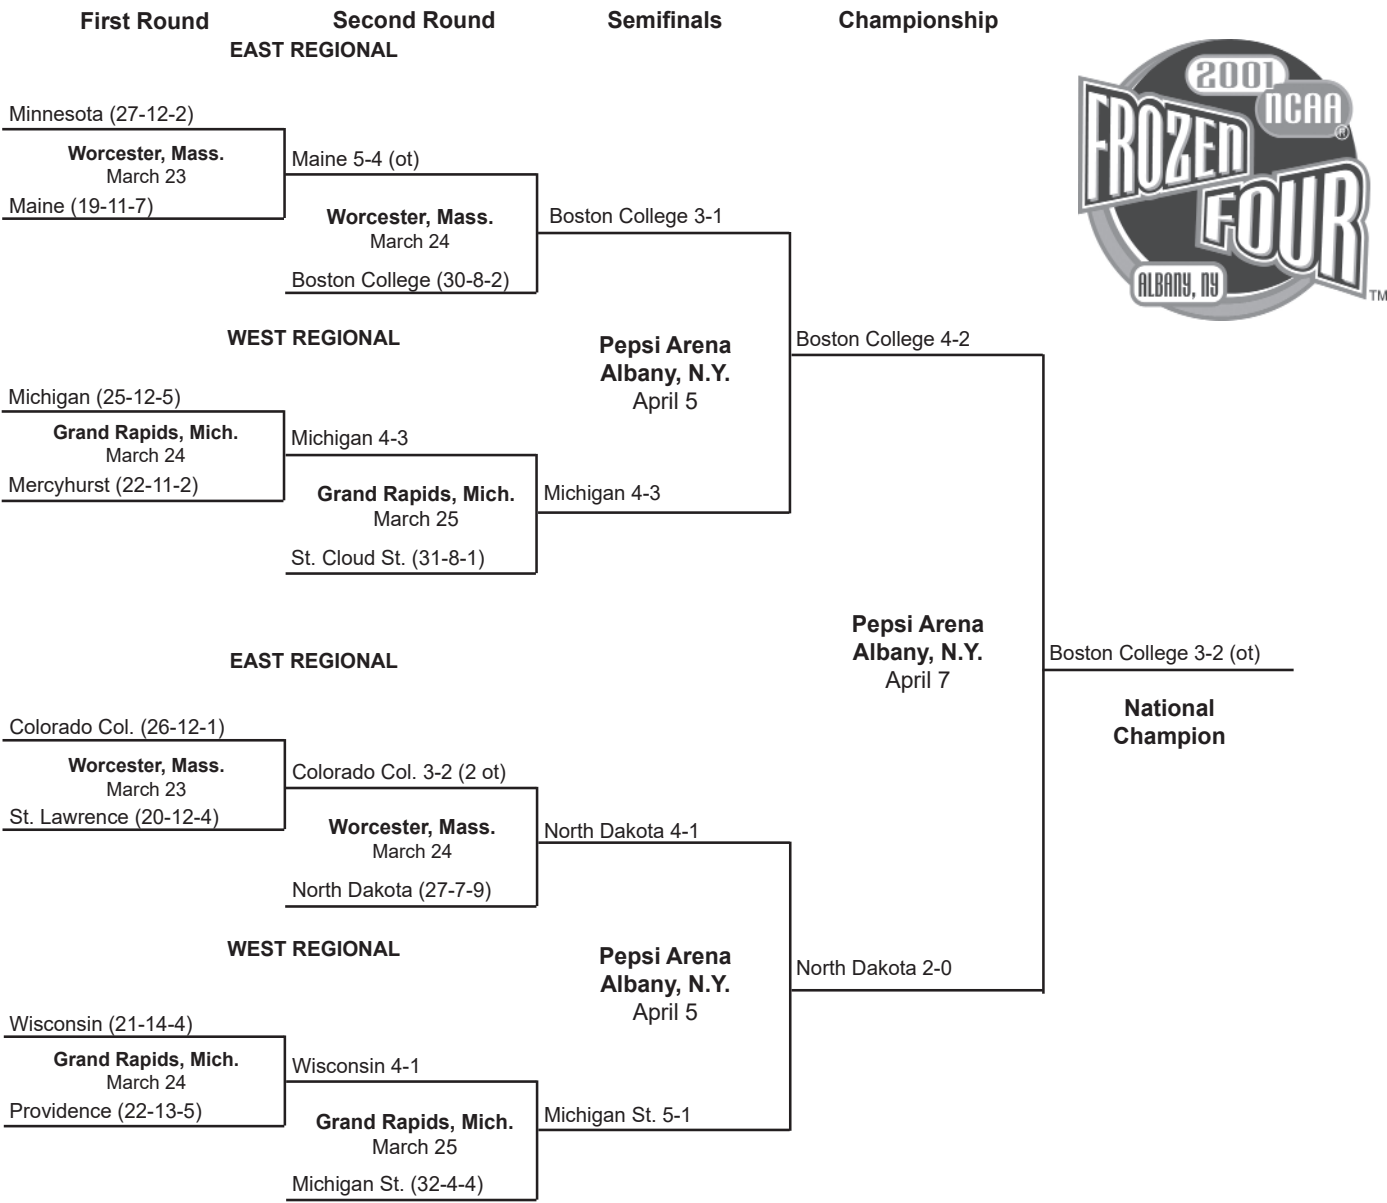 First Round
Second Round
Semifinals
Championship
EAST REGIONAL
2001
NCAA
®
FROZEN
FOUR
ALBANY, NY
TM
Minnesota (27-12-2)
Worcester, Mass.
March 23
Maine (19-11-7)
Maine 5-4 (ot)
Worcester, Mass.
March 24
Boston College (30-8-2)
Boston College 3-1
WEST REGIONAL
Michigan (25-12-5)
Grand Rapids, Mich.
March 24
Mercyhurst (22-11-2)
Michigan 4-3
Grand Rapids, Mich.
March 25
St. Cloud St. (31-8-1)
Michigan 4-3
Pepsi Arena
Albany, N.Y.
April 5
Boston College 4-2
EAST REGIONAL
Colorado Col. (26-12-1)
Worcester, Mass.
March 23
St. Lawrence (20-12-4)
Colorado Col. 3-2 (2 ot)
Worcester, Mass.
March 24
North Dakota (27-7-9)
North Dakota 4-1
WEST REGIONAL
Wisconsin (21-14-4)
Grand Rapids, Mich.
March 24
Providence (22-13-5)
Wisconsin 4-1
Grand Rapids, Mich.
March 25
Michigan St. (32-4-4)
Michigan St. 5-1
Pepsi Arena
Albany, N.Y.
April 5
North Dakota 2-0
Pepsi Arena
Albany, N.Y.
April 7
Boston College 3-2 (ot)
National
Champion